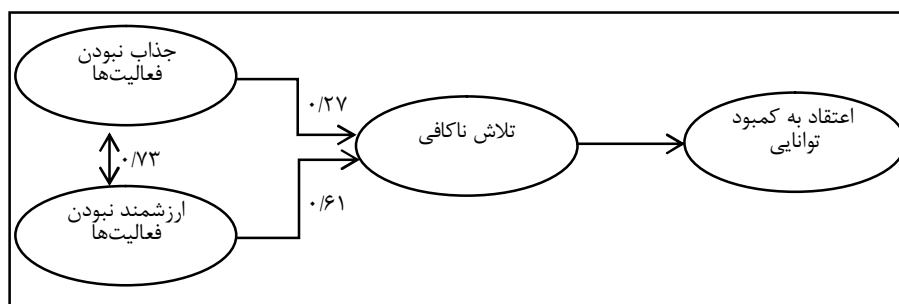 جذاب نبودن
فعالیت‌ها
۰/۲۷
تلاش ناکافی
اعتقاد به کمبود
توانایی
۰/۷۳
ارزشمند نبودن
فعالیت‌ها
۰/۶۱